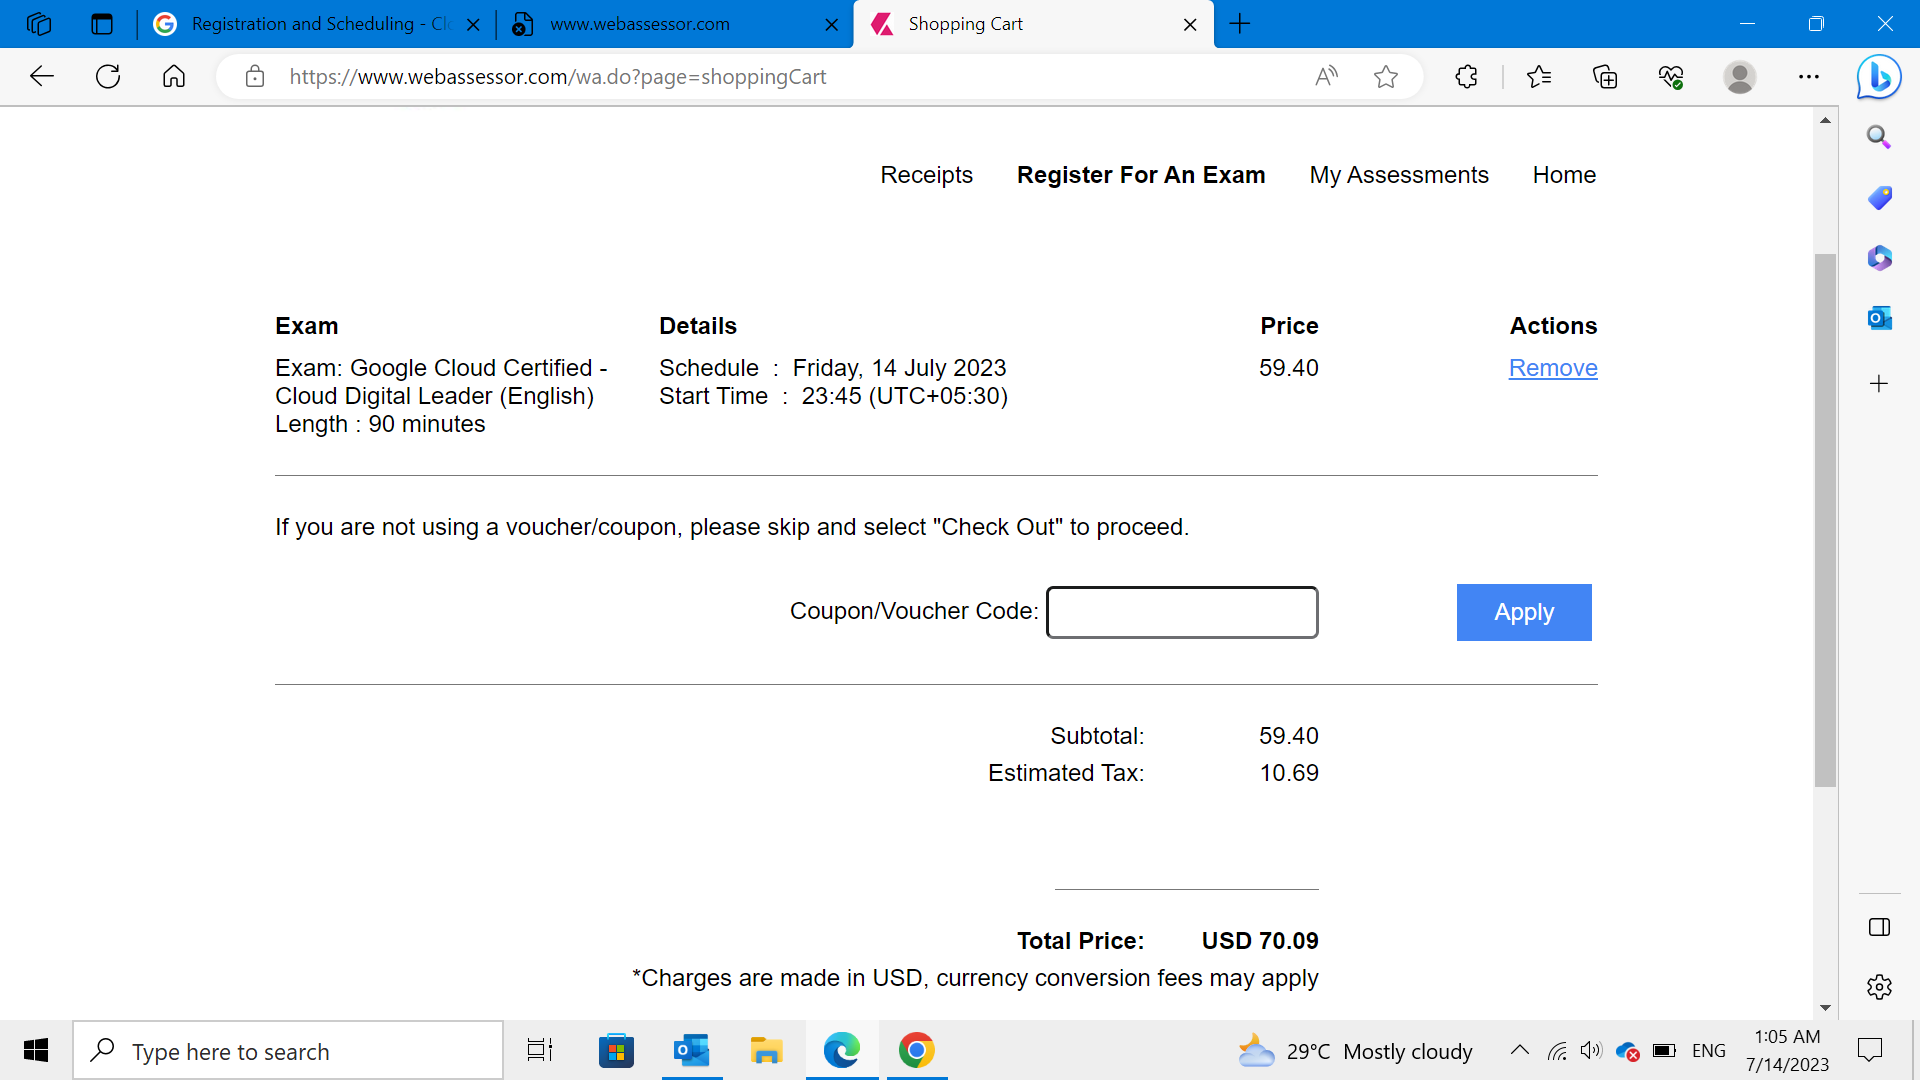 Registration and Scheduling - Cl
www.webassessor.com
Shopping Cart
https://www.webassessor.com/wa.do?page=shoppingCart
Receipts Register For An Exam My Assessments Home
Exam Details Price Actions
Exam: Google Cloud Certified - Schedule : Friday, 14 July 2023 59.40 Remove
Cloud Digital Leader (English) Start Time : 23:45 (UTC+05:30)
Length : 90 minutes
If you are not using a voucher/coupon, please skip and select "Check Out" to proceed.
Coupon/Voucher Code: Apply
Subtotal: 59.40
Estimated Tax: 10.69
Total Price: USD 70.09
*Charges are made in USD, currency conversion fees may apply
Type here to search
29°C Mostly cloudy
ENG
1:05 AM
7/14/2023